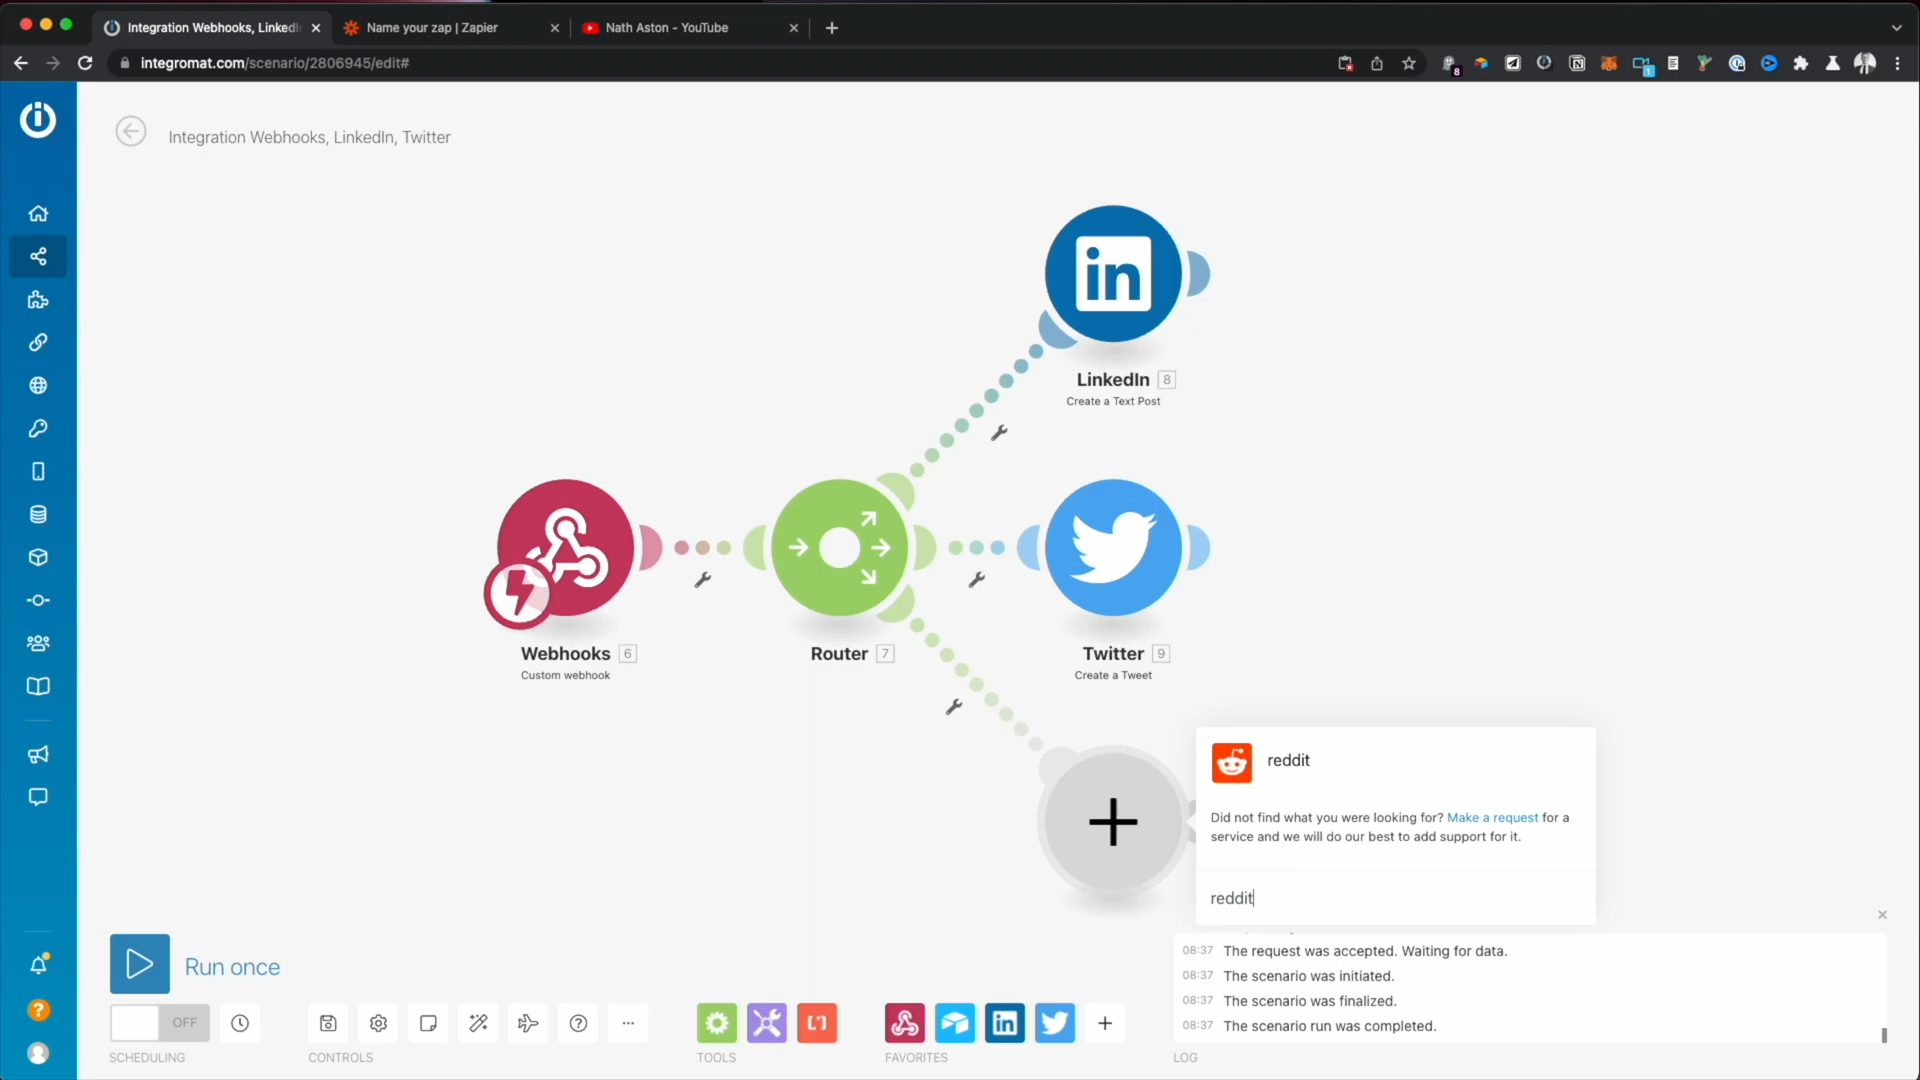 Integration Webhooks, LinkedI
Name your zap | Zapier
Nath Aston - YouTube
integromat.com/scenario/2806945/edit#
8
1
Integration Webhooks, LinkedIn, Twitter
in
LinkedIn 8
Create a Text Post
Webhooks 6
Custom webhook
Router 7
Twitter 9
Create a Tweet
reddit
Did not find what you were looking for? Make a request for a
service and we will do our best to add support for it.
reddit
Run once
OFF
SCHEDULING
CONTROLS
TOOLS
in
FAVORITES
08:37 The request was accepted. Waiting for data.
08:37 The scenario was initiated.
08:37 The scenario was finalized.
08:37 The scenario run was completed.
LOG